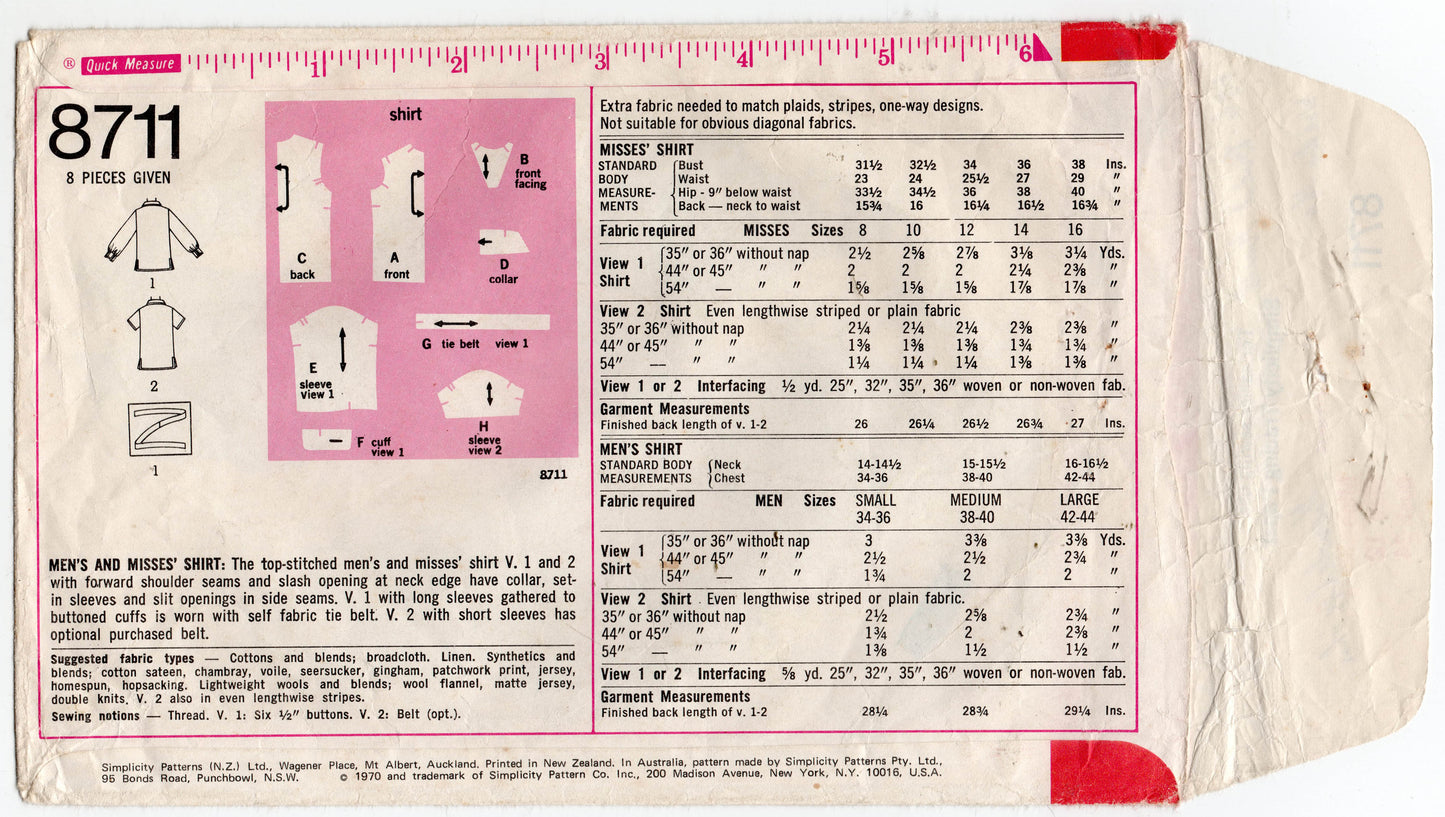 ® Quick Measure 1 2 3 4 5 6
8711
8 PIECES GIVEN
1
2
1
shirt
C
back
A
front
B
front
facing
D
collar
E
sleeve
view 1
G tie belt view 1
F cuff
view 1
H
sleeve
view 2
8711
MEN'S AND MISSES' SHIRT: The top-stitched men's and misses' shirt V. 1 and 2
with forward shoulder seams and slash opening at neck edge have collar, set-
in sleeves and slit openings in side seams. V. 1 with long sleeves gathered to
buttoned cuffs is worn with self fabric tie belt. V. 2 with short sleeves has
optional purchased belt.
Suggested fabric types — Cottons and blends; broadcloth. Linen. Synthetics and
blends; cotton sateen, chambray, voile, seersucker, gingham, patchwork print, jersey,
homespun, hopsacking. Lightweight wools and blends; wool flannel, matte jersey,
double knits. V. 2 also in even lengthwise stripes.
Sewing notions — Thread. V. 1: Six ½" buttons. V. 2: Belt (opt.).
Extra fabric needed to match plaids, stripes, one-way designs.
Not suitable for obvious diagonal fabrics.
MISSES' SHIRT
STANDARD Bust 31½ 32½ 34 36 38 Ins.
BODY Waist 23 24 25½ 27 29 "
MEASURE- Hip - 9" below waist 33½ 34½ 36 38 40 "
MENTS Back — neck to waist 15¾ 16 16¼ 16½ 16¾ "
Fabric required MISSES Sizes 8 10 12 14 16
View 1 Shirt 35" or 36" without nap 2½ 2⅝ 2⅞ 3⅛ 3¼ Yds.
44" or 45" " " 2 2 2 2¼ 2⅜ "
54" — " " 1⅝ 1⅝ 1⅝ 1⅞ 1⅞ "
View 2 Shirt Even lengthwise striped or plain fabric
35" or 36" without nap 2¼ 2¼ 2¼ 2⅜ 2⅜ "
44" or 45" " " 1⅜ 1⅜ 1⅜ 1¾ 1¾ "
54" — " 1¼ 1¼ 1¼ 1⅜ 1⅜ "
View 1 or 2 Interfacing ½ yd. 25", 32", 35", 36" woven or non-woven fab.
Garment Measurements
Finished back length of v. 1-2 26 26¼ 26½ 26¾ 27 Ins.
MEN'S SHIRT
STANDARD BODY Neck 14-14½ 15-15½ 16-16½
MEASUREMENTS Chest 34-36 38-40 42-44
Fabric required MEN Sizes SMALL MEDIUM LARGE
34-36 38-40 42-44
View 1 Shirt 35" or 36" without nap 3 3⅜ 3⅜ Yds.
44" or 45" " " 2½ 2½ 2¾ "
54" — " " 1¾ 2 2 "
View 2 Shirt Even lengthwise striped or plain fabric.
35" or 36" without nap 2½ 2⅝ 2¾ "
44" or 45" " " 1¾ 2 2⅜ "
54" — " " 1⅜ 1½ 1½ "
View 1 or 2 Interfacing ⅝ yd. 25", 32", 35", 36" woven or non-woven fab.
Garment Measurements
Finished back length of v. 1-2 28¼ 28¾ 29¼ Ins.
Simplicity Patterns (N.Z.) Ltd., Wagener Place, Mt Albert, Auckland. Printed in New Zealand. In Australia, pattern made by Simplicity Patterns Pty. Ltd.,
95 Bonds Road, Punchbowl, N.S.W. © 1970 and trademark of Simplicity Pattern Co. Inc., 200 Madison Avenue, New York, N.Y. 10016, U.S.A.